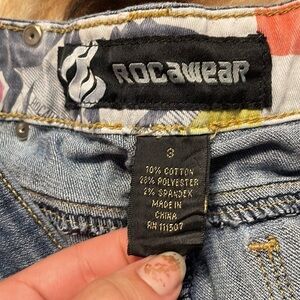 ROCAWEAR
3
70% COTTON
28% POLYESTER
2% SPANDEX
MADE IN
CHINA
RN 111307